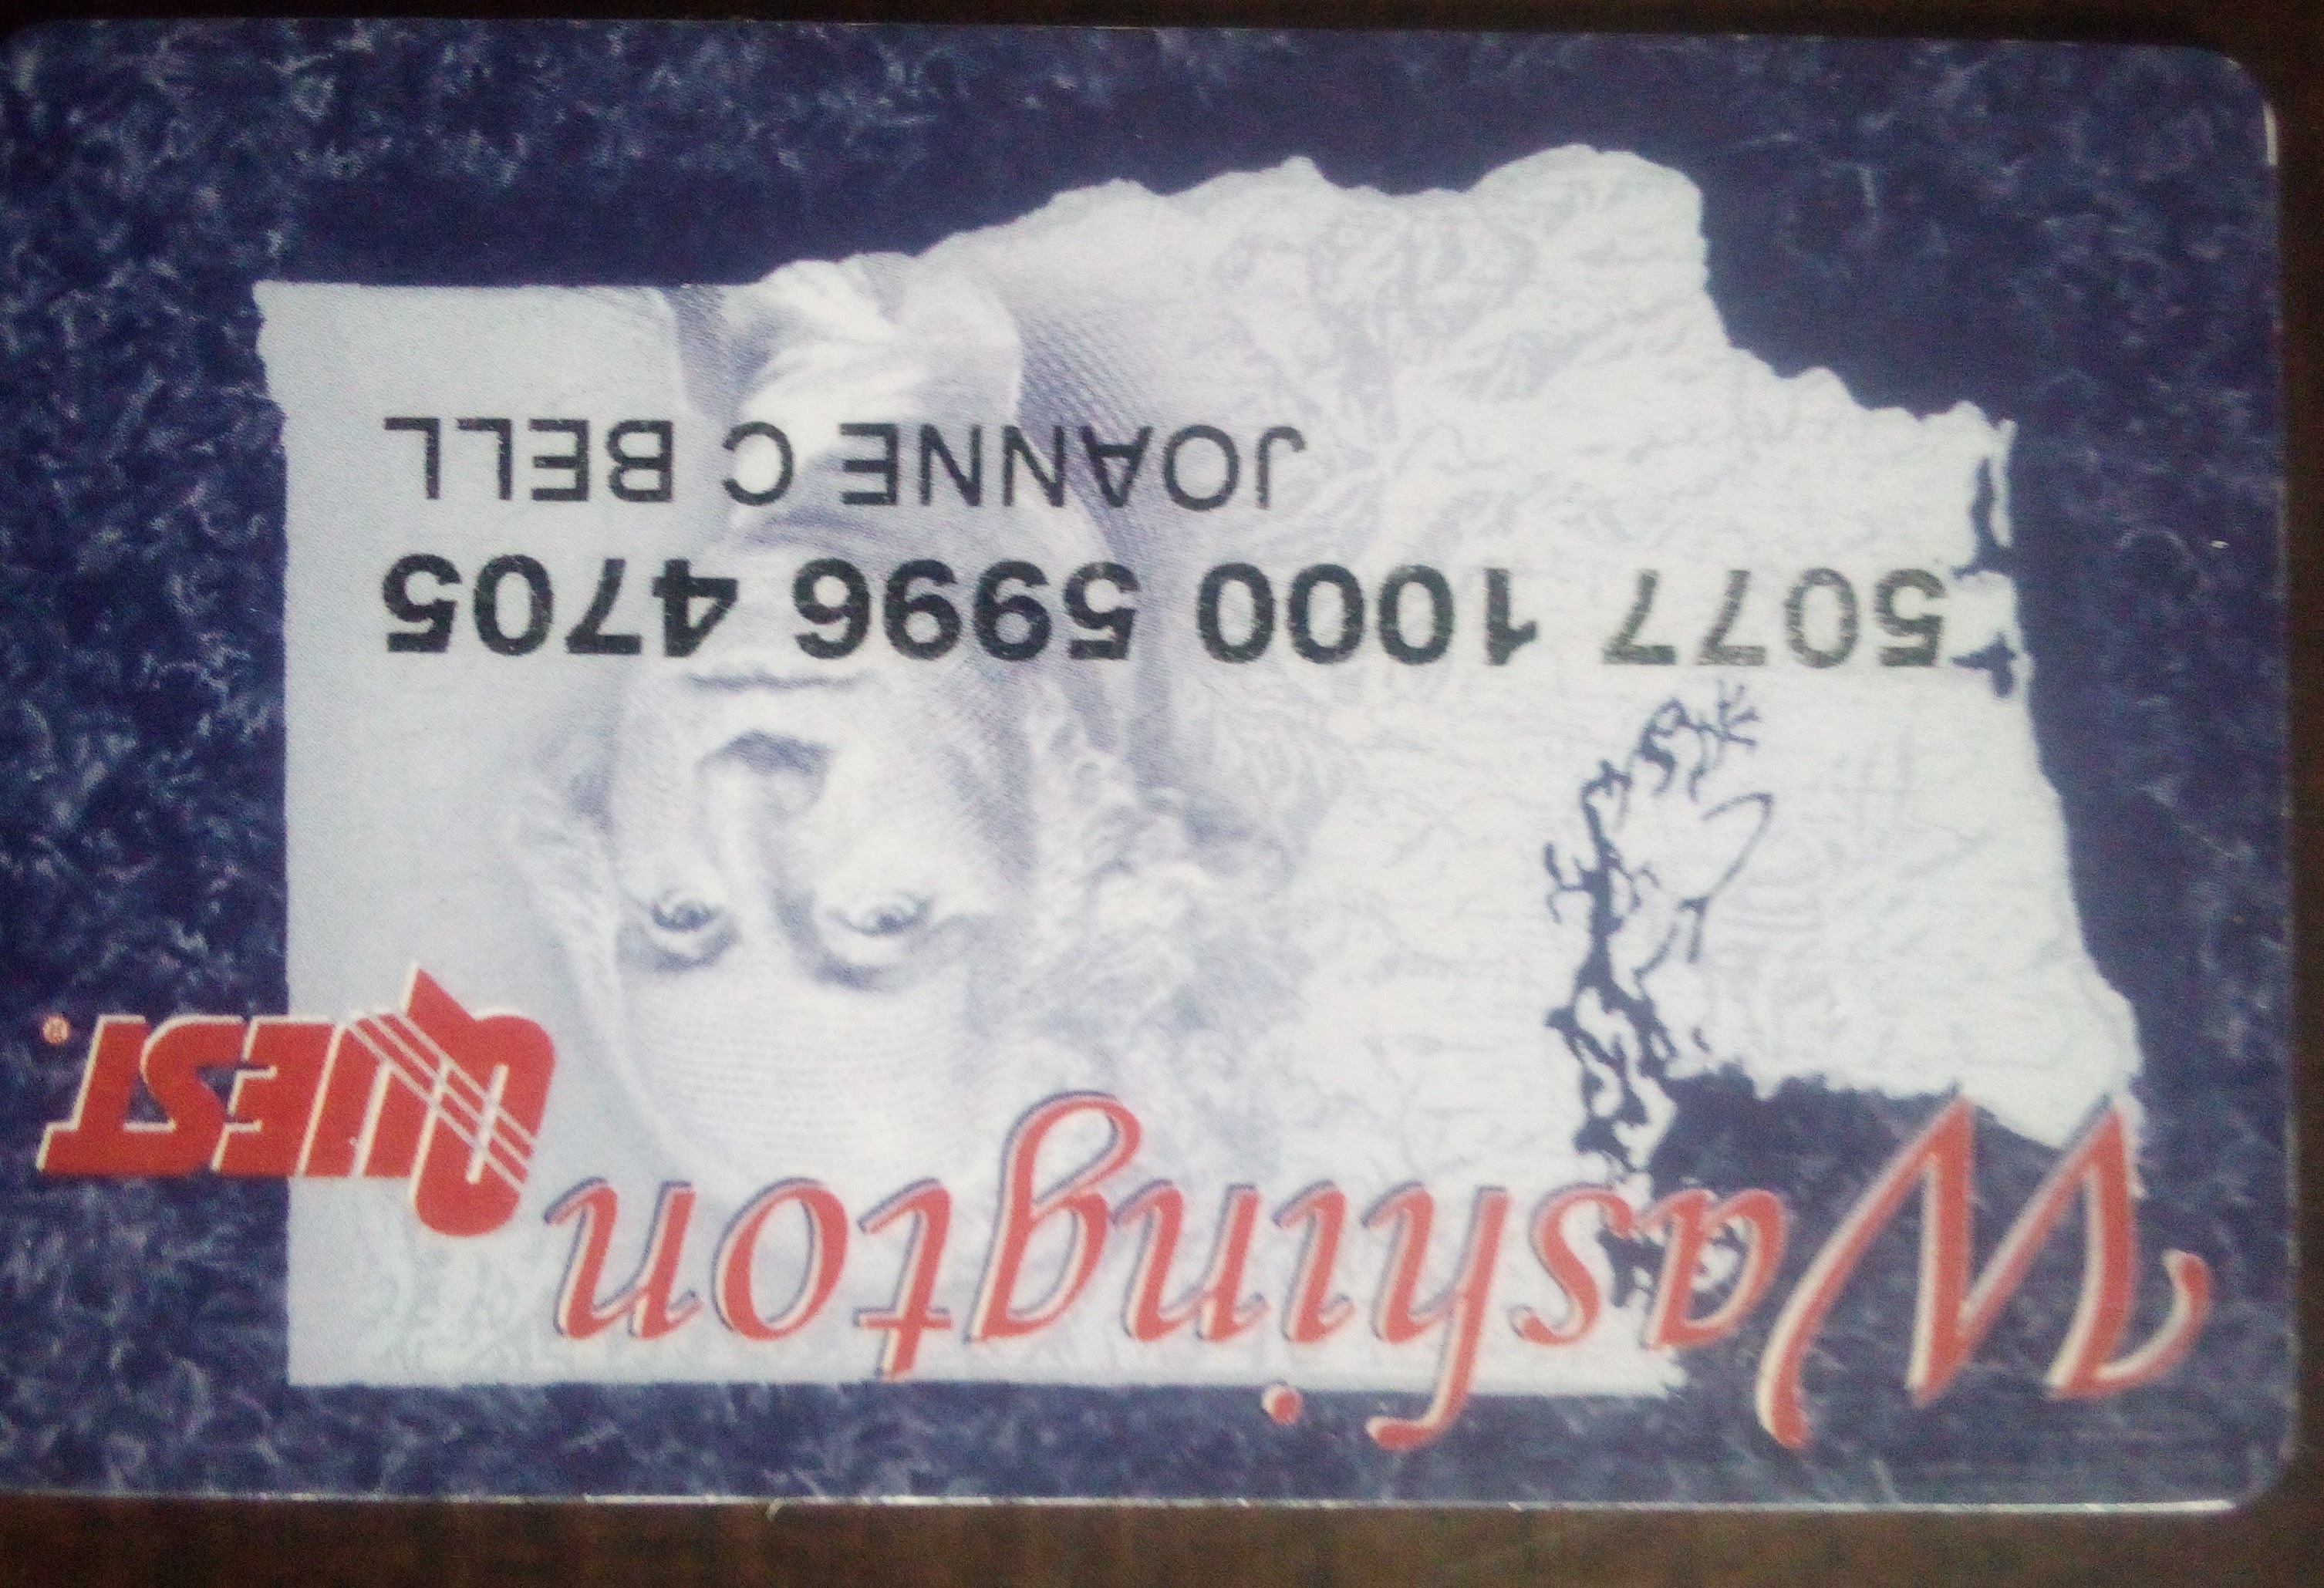 Washington
QUEST®
5077 1000 5996 4705
JOANNE C BELL